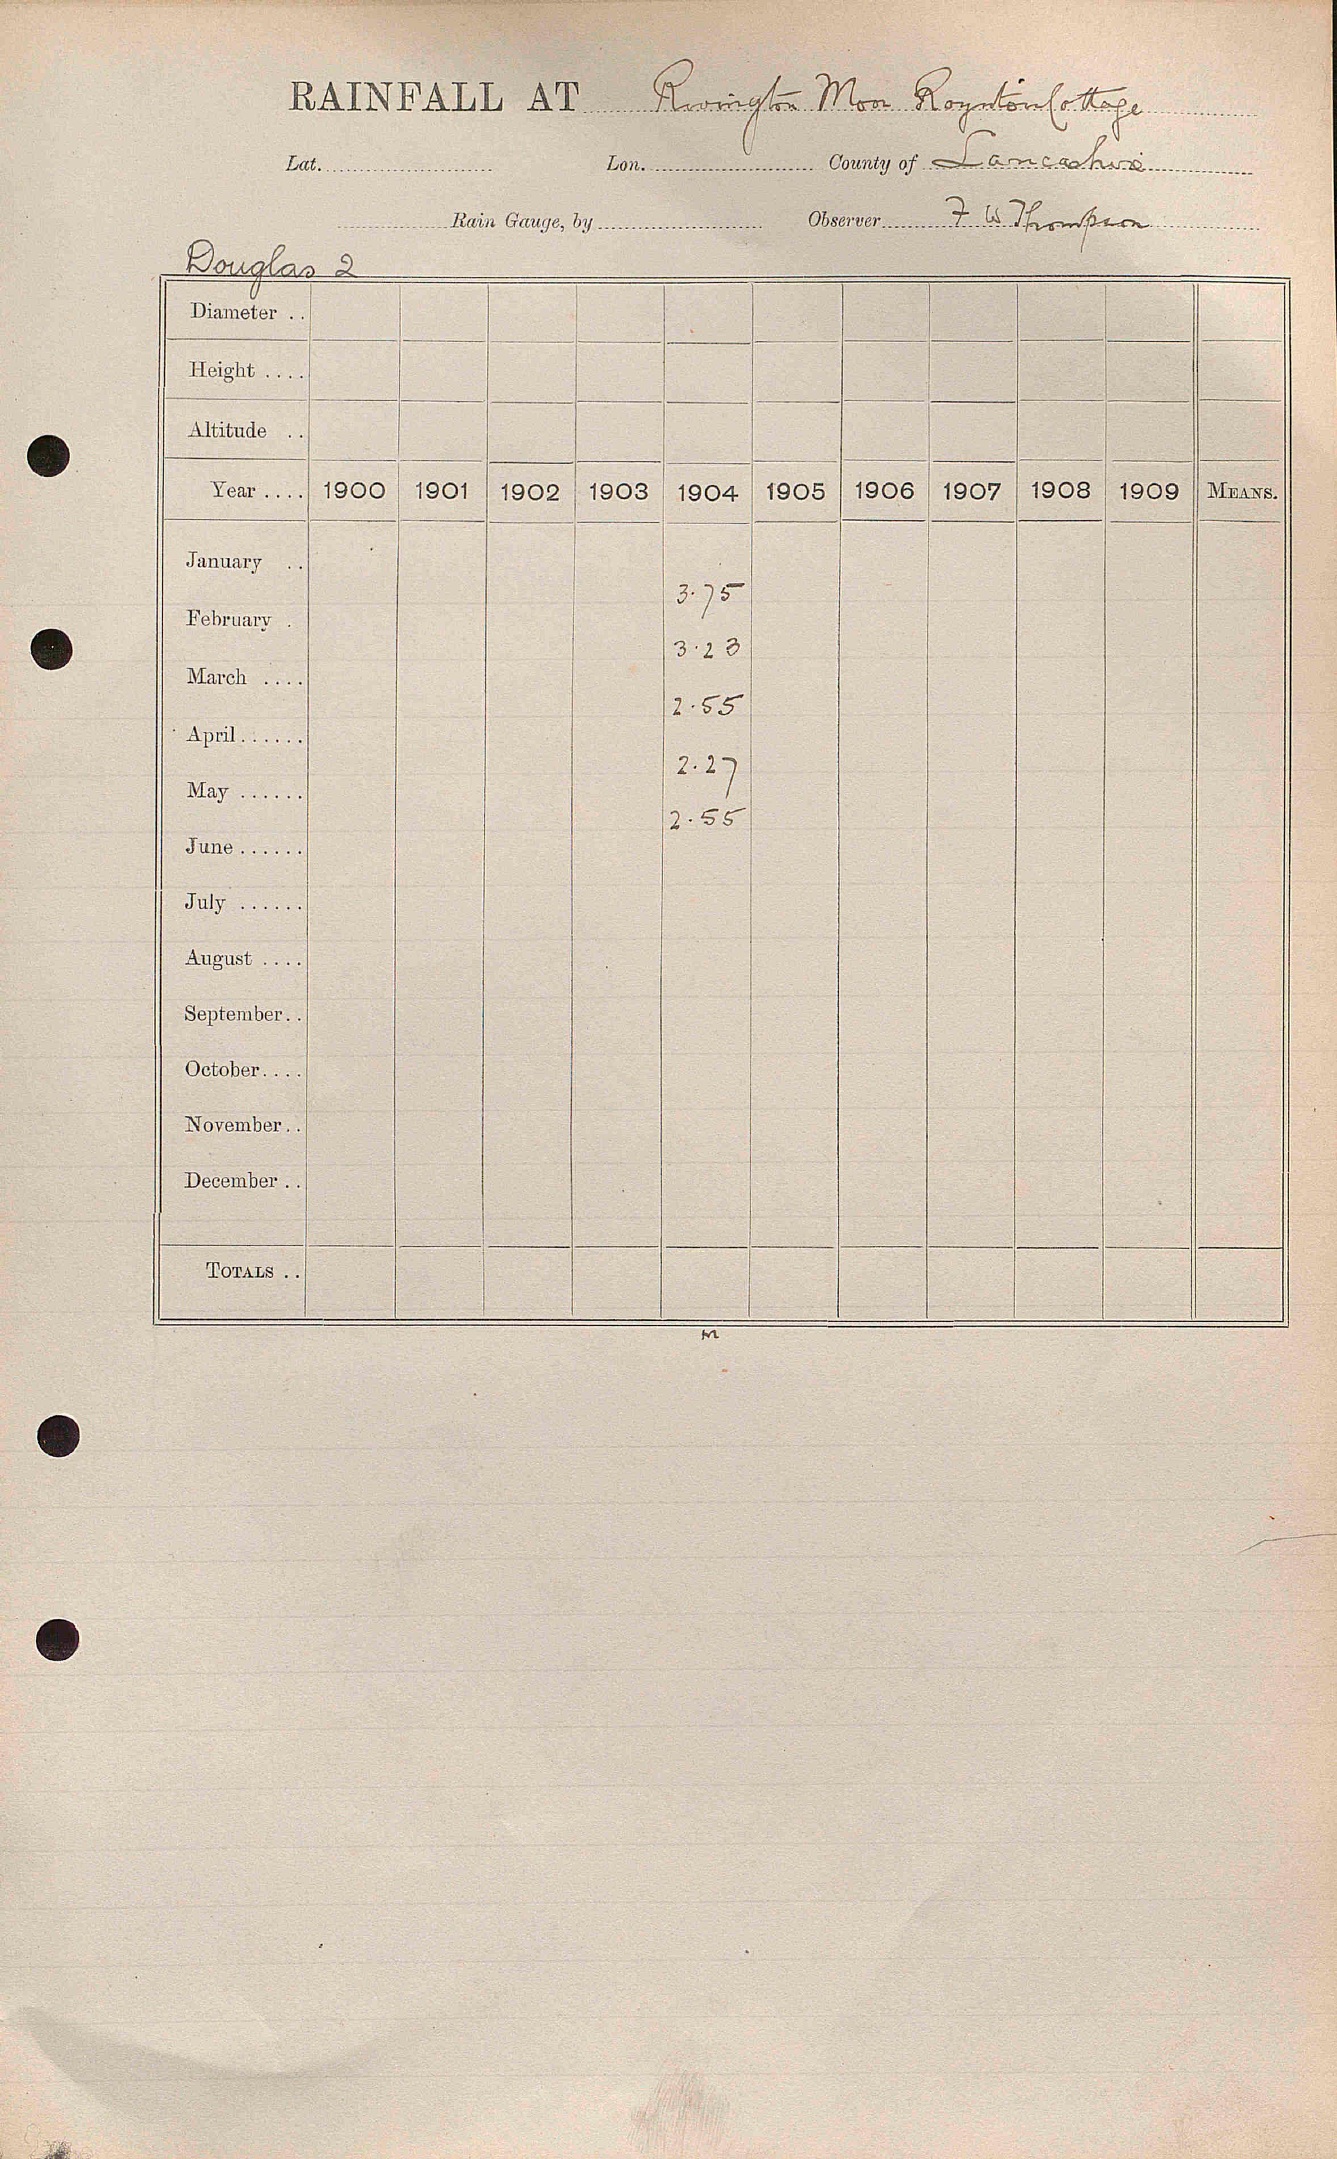 RAINFALL AT Rivington Moor Roynton Cottage
Lat. Lon. County of Lancashire
Rain Gauge, by Observer F W Thompson
Douglas 2
Diameter ..
Height ....
Altitude ..
Year .... 1900 1901 1902 1903 1904 1905 1906 1907 1908 1909 MEANS.
January ..
3.75
February .
3.23
March ....
2.55
April......
2.27
May ......
2.55
June......
July ......
August ....
September..
October....
November..
December ..
TOTALS ..